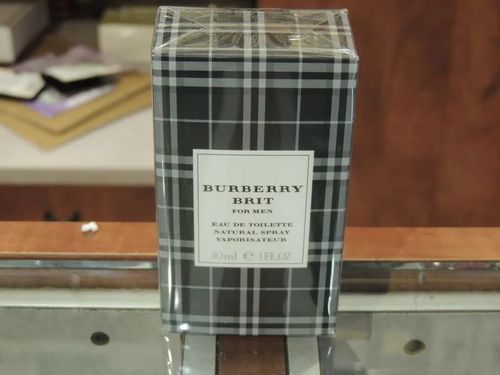 BURBERRY
BRIT
FOR MEN
EAU DE TOILETTE
NATURAL SPRAY
VAPORISATEUR
30ml ℮ 1FL.OZ